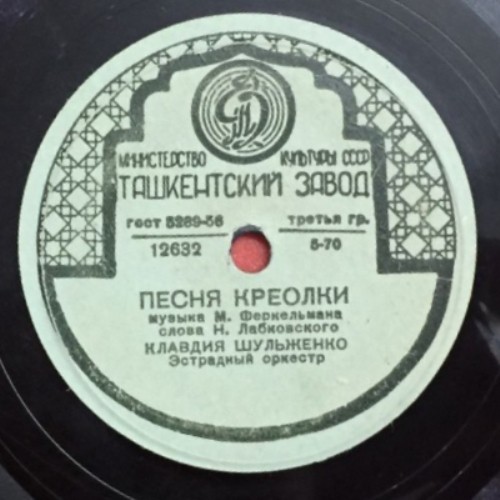 МИНИСТЕРСТВО КУЛЬТУРЫ СССР
ТАШКЕНТСКИЙ ЗАВОД
ГОСТ 5289-56 третья гр.
12632 5-70
ПЕСНЯ КРЕОЛКИ
музыка М. Феркельмана
слова Н. Лабковского
КЛАВДИЯ ШУЛЬЖЕНКО
Эстрадный оркестр